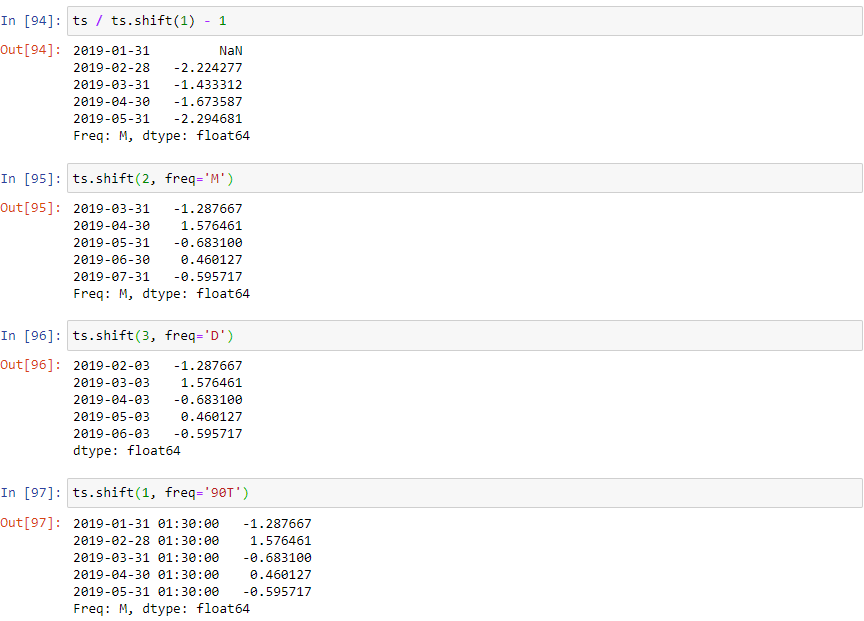 In [94]: ts / ts.shift(1) - 1
Out[94]: 2019-01-31         NaN
2019-02-28   -2.224277
2019-03-31   -1.433312
2019-04-30   -1.673587
2019-05-31   -2.294681
Freq: M, dtype: float64
In [95]: ts.shift(2, freq='M')
Out[95]: 2019-03-31   -1.287667
2019-04-30    1.576461
2019-05-31   -0.683100
2019-06-30    0.460127
2019-07-31   -0.595717
Freq: M, dtype: float64
In [96]: ts.shift(3, freq='D')
Out[96]: 2019-02-03   -1.287667
2019-03-03    1.576461
2019-04-03   -0.683100
2019-05-03    0.460127
2019-06-03   -0.595717
dtype: float64
In [97]: ts.shift(1, freq='90T')
Out[97]: 2019-01-31 01:30:00   -1.287667
2019-02-28 01:30:00    1.576461
2019-03-31 01:30:00   -0.683100
2019-04-30 01:30:00    0.460127
2019-05-31 01:30:00   -0.595717
Freq: M, dtype: float64